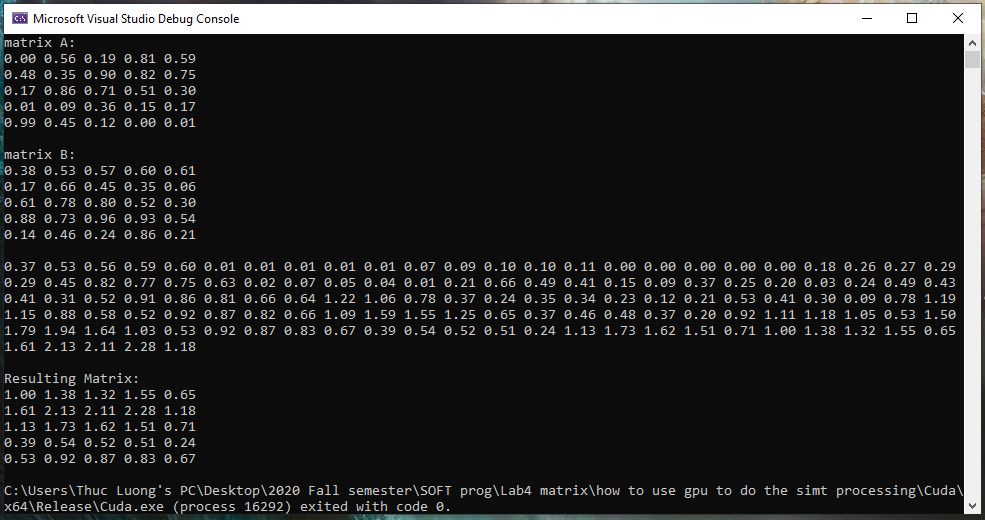 Microsoft Visual Studio Debug Console
matrix A:
0.00 0.56 0.19 0.81 0.59
0.48 0.35 0.90 0.82 0.75
0.17 0.86 0.71 0.51 0.30
0.01 0.09 0.36 0.15 0.17
0.99 0.45 0.12 0.00 0.01
matrix B:
0.38 0.53 0.57 0.60 0.61
0.17 0.66 0.45 0.35 0.06
0.61 0.78 0.80 0.52 0.30
0.88 0.73 0.96 0.93 0.54
0.14 0.46 0.24 0.86 0.21
0.37 0.53 0.56 0.59 0.60 0.01 0.01 0.01 0.01 0.01 0.07 0.09 0.10 0.10 0.11 0.00 0.00 0.00 0.00 0.00 0.18 0.26 0.27 0.29
0.29 0.45 0.82 0.77 0.75 0.63 0.02 0.07 0.05 0.04 0.01 0.21 0.66 0.49 0.41 0.15 0.09 0.37 0.25 0.20 0.03 0.24 0.49 0.43
0.41 0.31 0.52 0.91 0.86 0.81 0.66 0.64 1.22 1.06 0.78 0.37 0.24 0.35 0.34 0.23 0.12 0.21 0.53 0.41 0.30 0.09 0.78 1.19
1.15 0.88 0.58 0.52 0.92 0.87 0.82 0.66 1.09 1.59 1.55 1.25 0.65 0.37 0.46 0.48 0.37 0.20 0.92 1.11 1.18 1.05 0.53 1.50
1.79 1.94 1.64 1.03 0.53 0.92 0.87 0.83 0.67 0.39 0.54 0.52 0.51 0.24 1.13 1.73 1.62 1.51 0.71 1.00 1.38 1.32 1.55 0.65
1.61 2.13 2.11 2.28 1.18
Resulting Matrix:
1.00 1.38 1.32 1.55 0.65
1.61 2.13 2.11 2.28 1.18
1.13 1.73 1.62 1.51 0.71
0.39 0.54 0.52 0.51 0.24
0.53 0.92 0.87 0.83 0.67
C:\Users\Thuc Luong's PC\Desktop\2020 Fall semester\SOFT prog\Lab4 matrix\how to use gpu to do the simt processing\Cuda\
x64\Release\Cuda.exe (process 16292) exited with code 0.